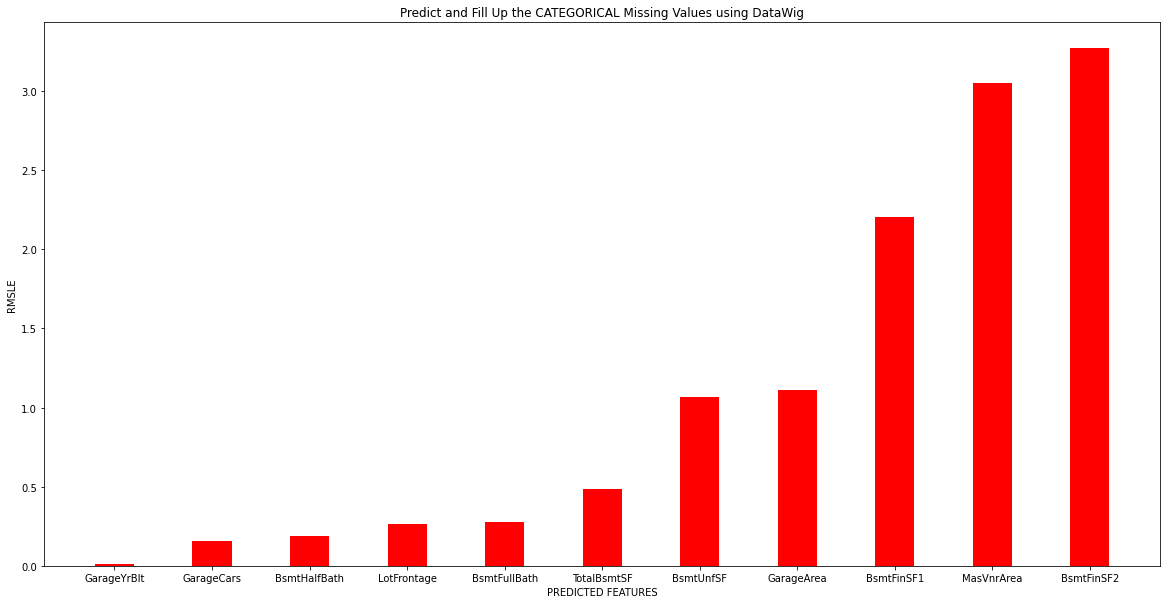 Predict and Fill Up the CATEGORICAL Missing Values using DataWig
RMSLE
3.0
2.5
2.0
1.5
1.0
0.5
0.0
GarageYrBlt GarageCars BsmtHalfBath LotFrontage BsmtFullBath TotalBsmtSF BsmtUnfSF GarageArea BsmtFinSF1 MasVnrArea BsmtFinSF2
PREDICTED FEATURES